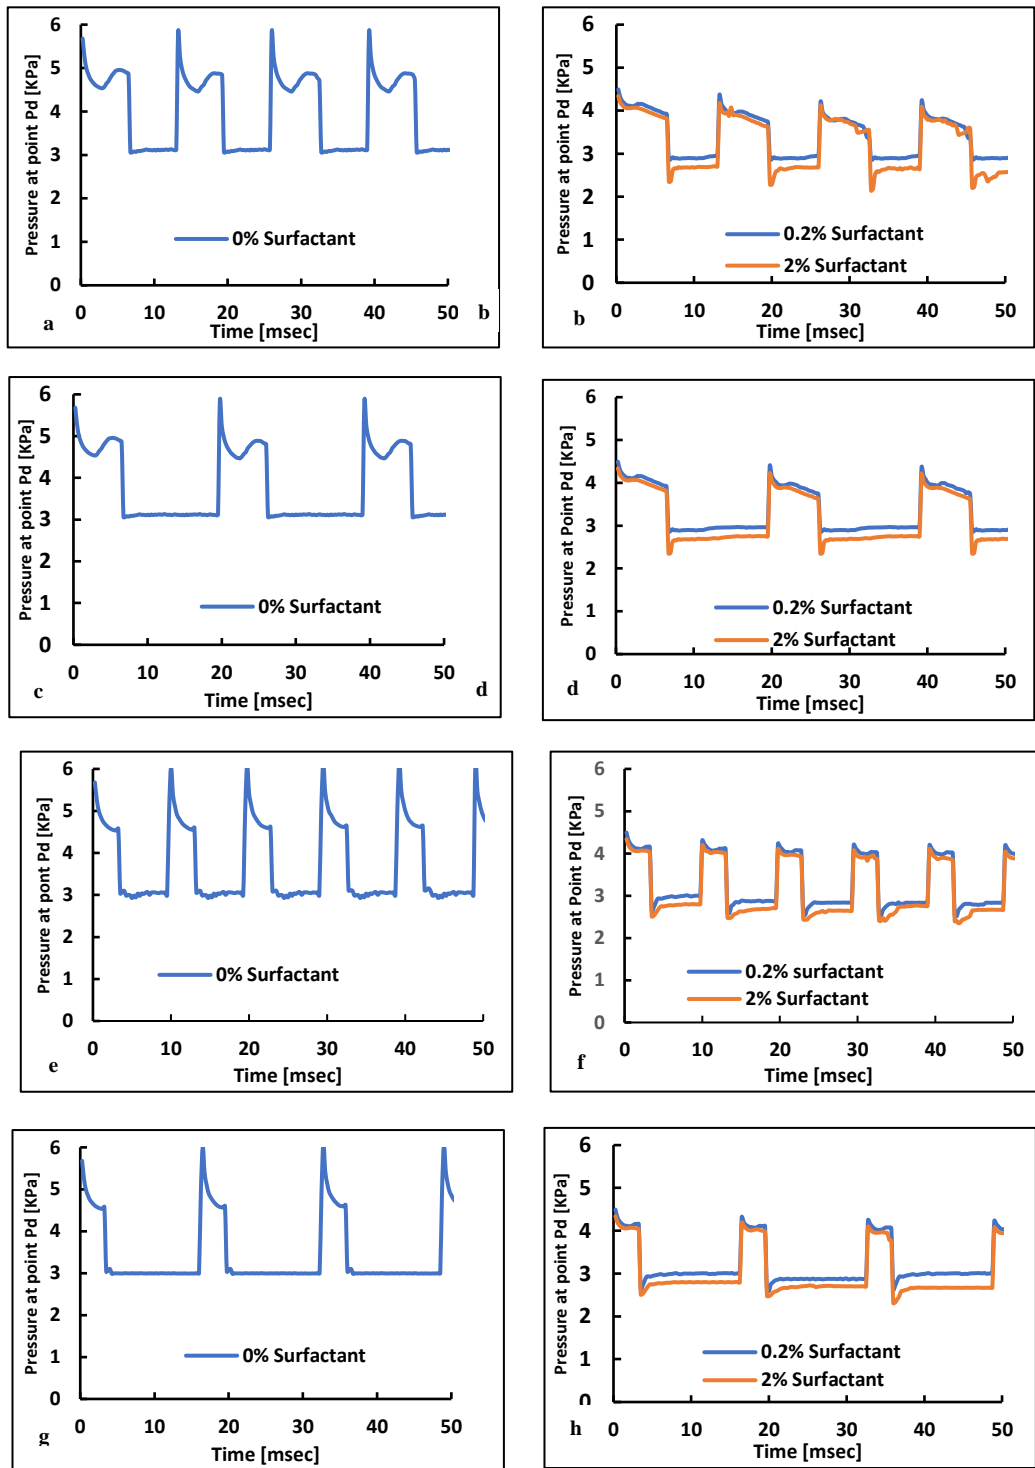 Pressure at point Pd [KPa]
6
5
4
3
2
1
0
0% Surfactant
0 10 20 30 40 50
Time [msec]
a
b
Pressure at point Pd [KPa]
6
5
4
3
2
1
0
0.2% Surfactant
2% Surfactant
0 10 20 30 40 50
Time [msec]
b
Pressure at point Pd [KPa]
6
5
4
3
2
1
0
0% Surfactant
0 10 20 30 40 50
Time [msec]
c
d
Pressure at Point Pd [KPa]
6
5
4
3
2
1
0
0.2% Surfactant
2% Surfactant
0 10 20 30 40 50
Time [msec]
d
Pressure at pont Pd [KPa]
6
5
4
3
2
1
0
0% Surfactant
0 10 20 30 40 50
Time [msec]
e
Pressure at Point Pd [KPa]
6
5
4
3
2
1
0
0.2% surfactant
2% Surfactant
0 10 20 30 40 50
Time [msec]
f
Pressure at point Pd [KPa]
6
5
4
3
2
1
0
0% Surfactant
0 10 20 30 40 50
Time [msec]
g
Pressure at point Pd [KPa]
6
5
4
3
2
1
0
0.2% Surfactant
2% Surfactant
0 10 20 30 40 50
Time [msec]
h